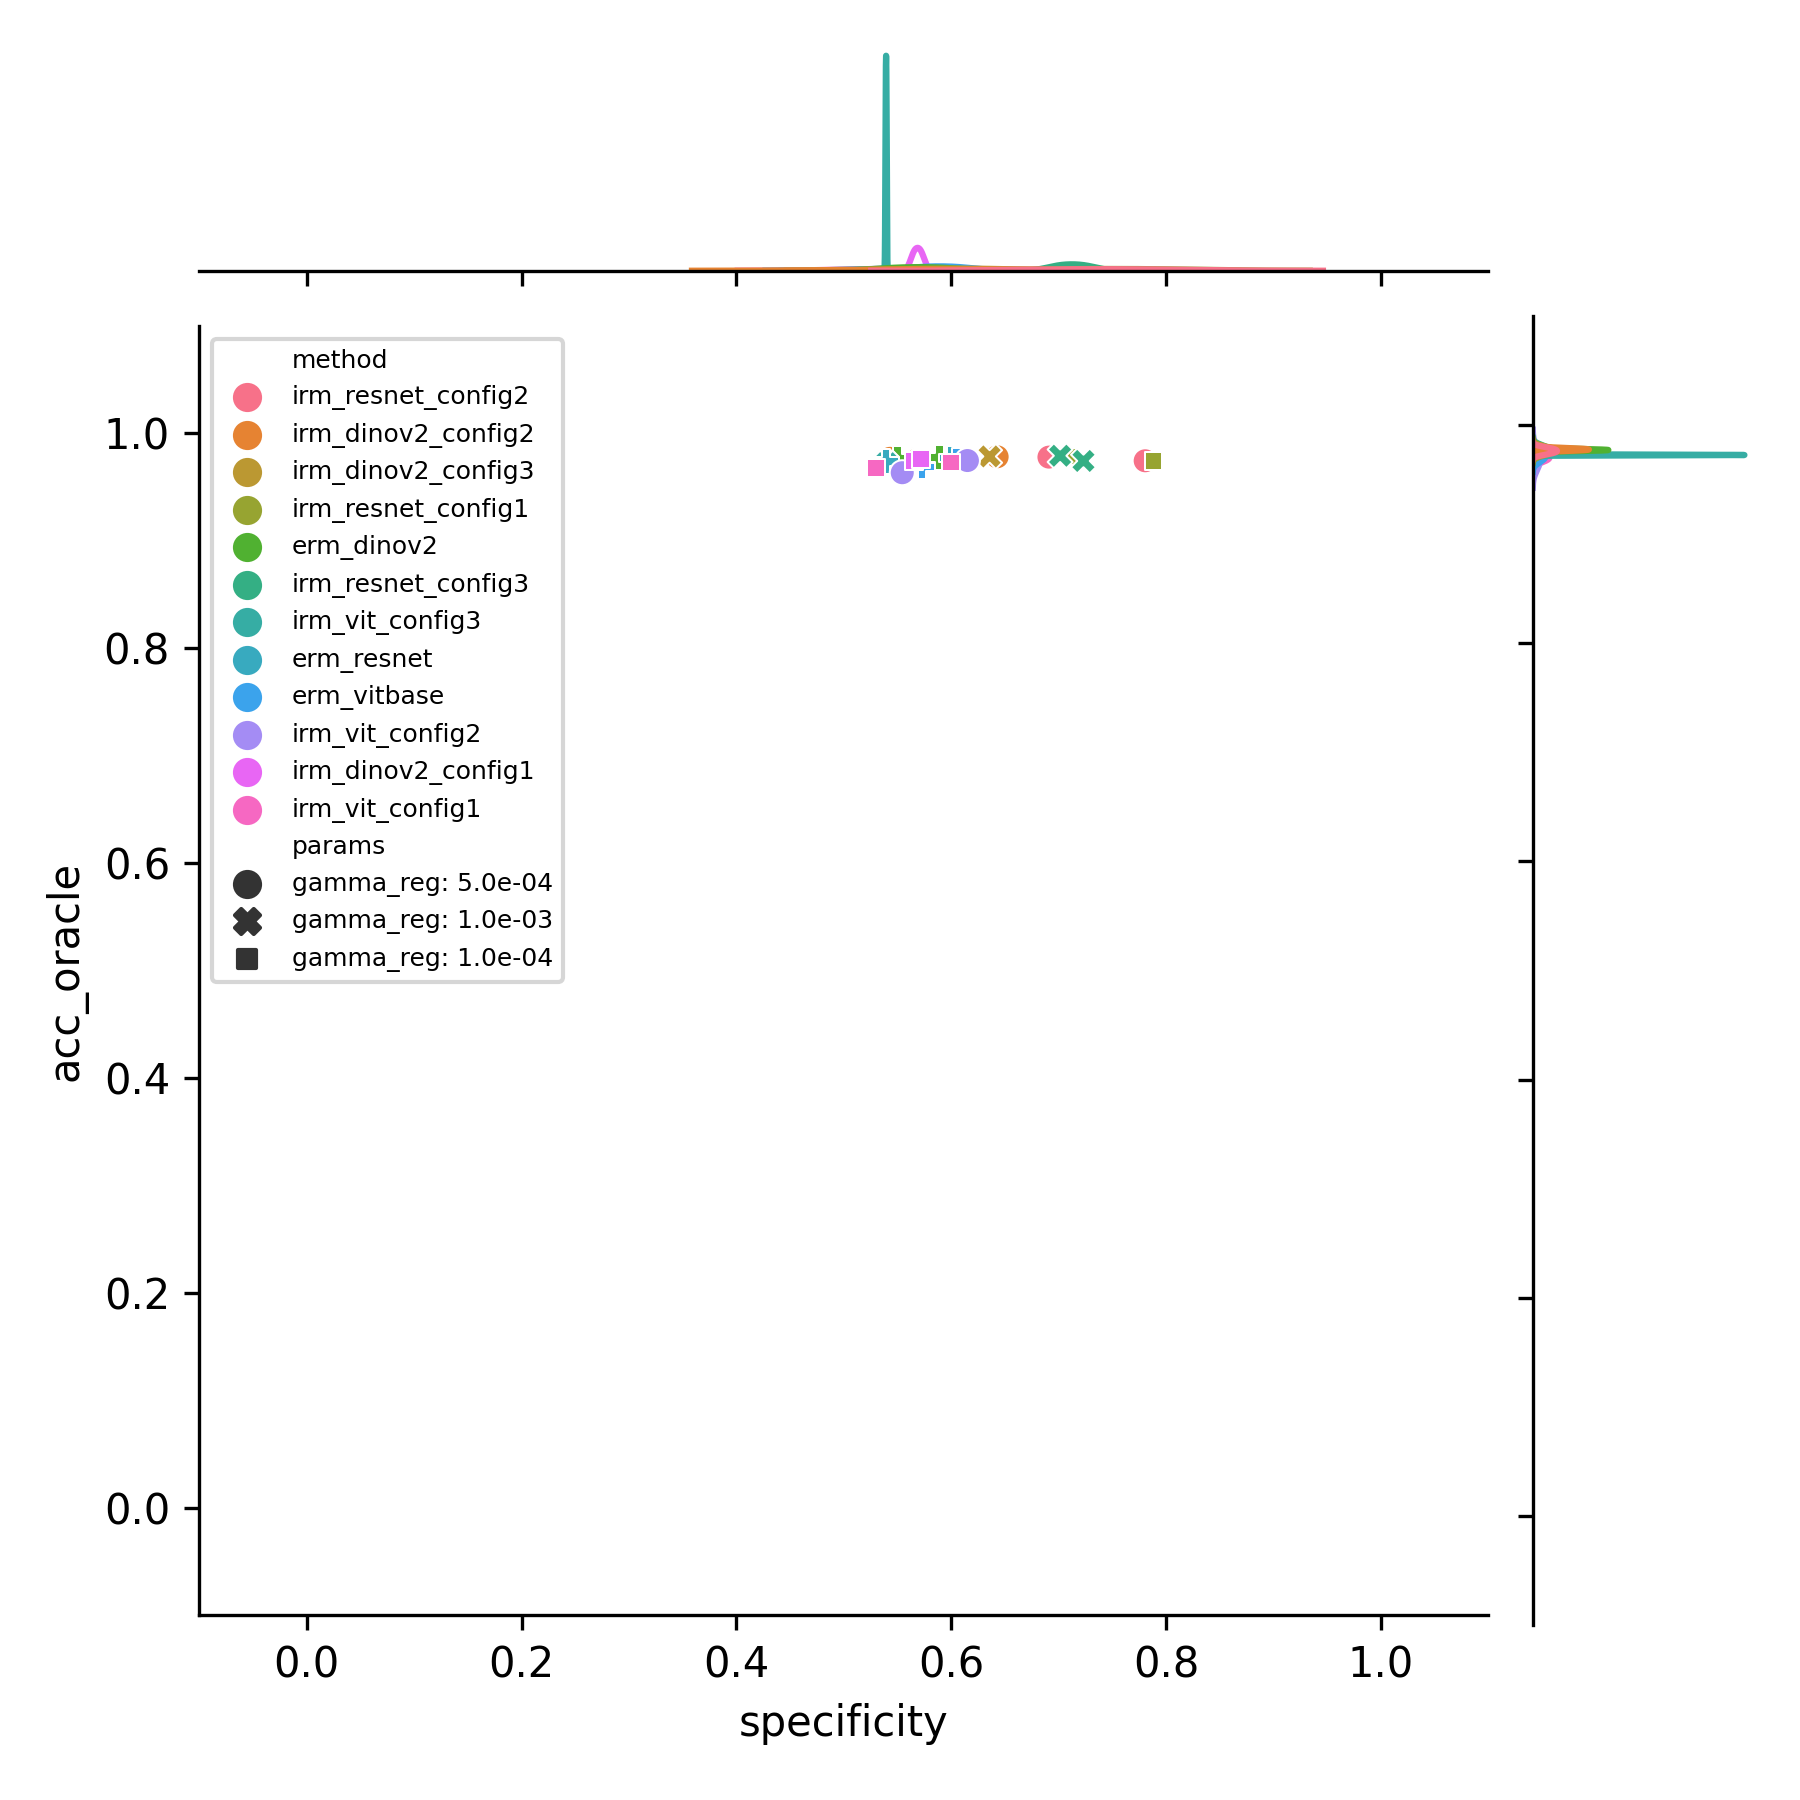 method
irm_resnet_config2
irm_dinov2_config2
irm_dinov2_config3
irm_resnet_config1
erm_dinov2
irm_resnet_config3
irm_vit_config3
erm_resnet
erm_vitbase
irm_vit_config2
irm_dinov2_config1
irm_vit_config1
params
gamma_reg: 5.0e-04
gamma_reg: 1.0e-03
gamma_reg: 1.0e-04
1.0
0.8
0.6
0.4
0.2
0.0
acc_oracle
0.0 0.2 0.4 0.6 0.8 1.0
specificity